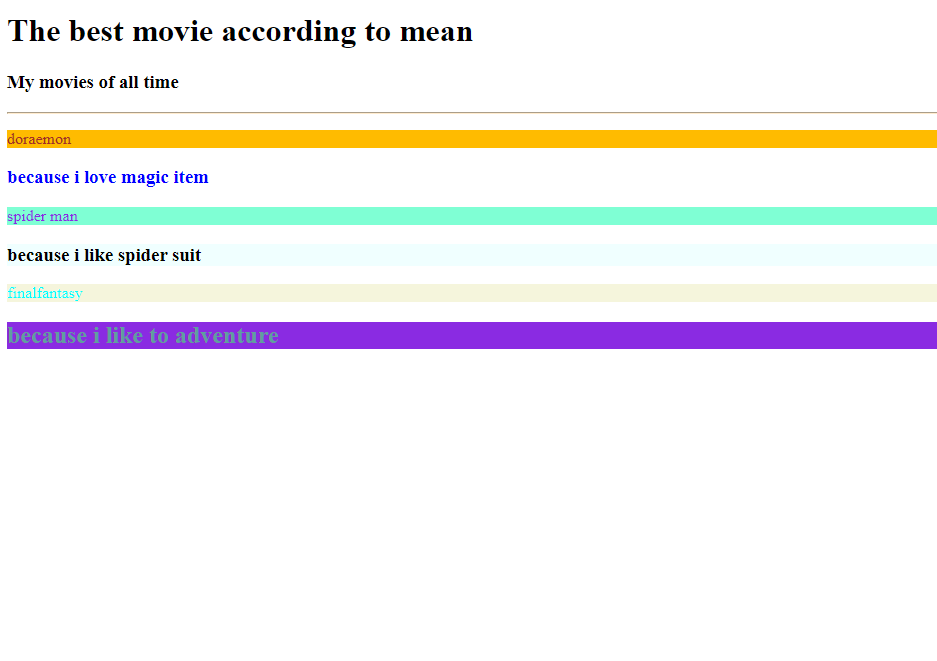 The best movie according to mean
My movies of all time
doraemon
because i love magic item
spider man
because i like spider suit
finalfantasy
because i like to adventure